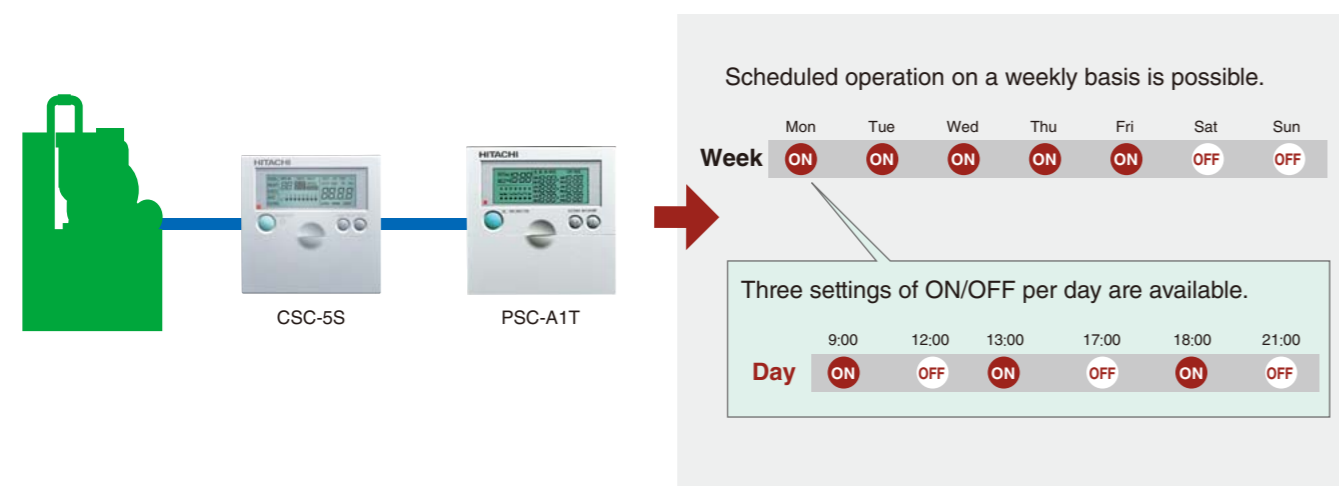 HITACHI
HITACHI
CSC-5S
PSC-A1T
Scheduled operation on a weekly basis is possible.
Mon Tue Wed Thu Fri Sat Sun
Week ON ON ON ON ON OFF OFF
Three settings of ON/OFF per day are available.
9:00 12:00 13:00 17:00 18:00 21:00
Day ON OFF ON OFF ON OFF